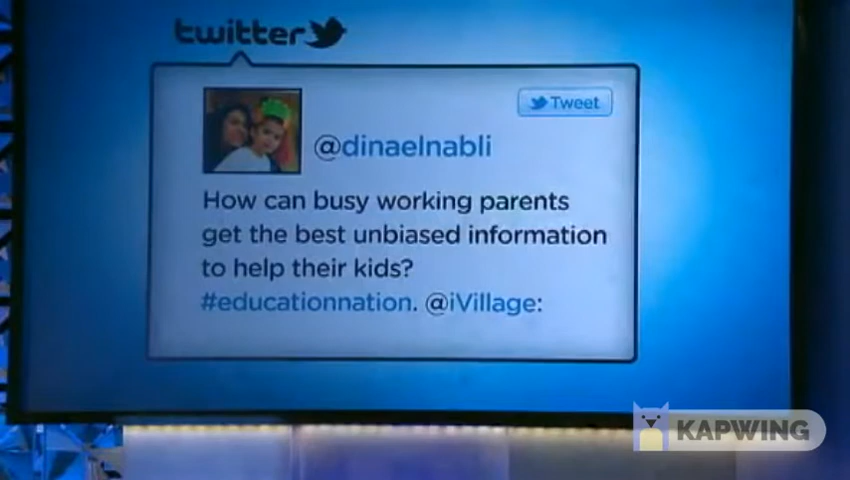 twitter
Tweet
@dinaelnabli
How can busy working parents
get the best unbiased information
to help their kids?
#educationnation. @iVillage:
KAPWING